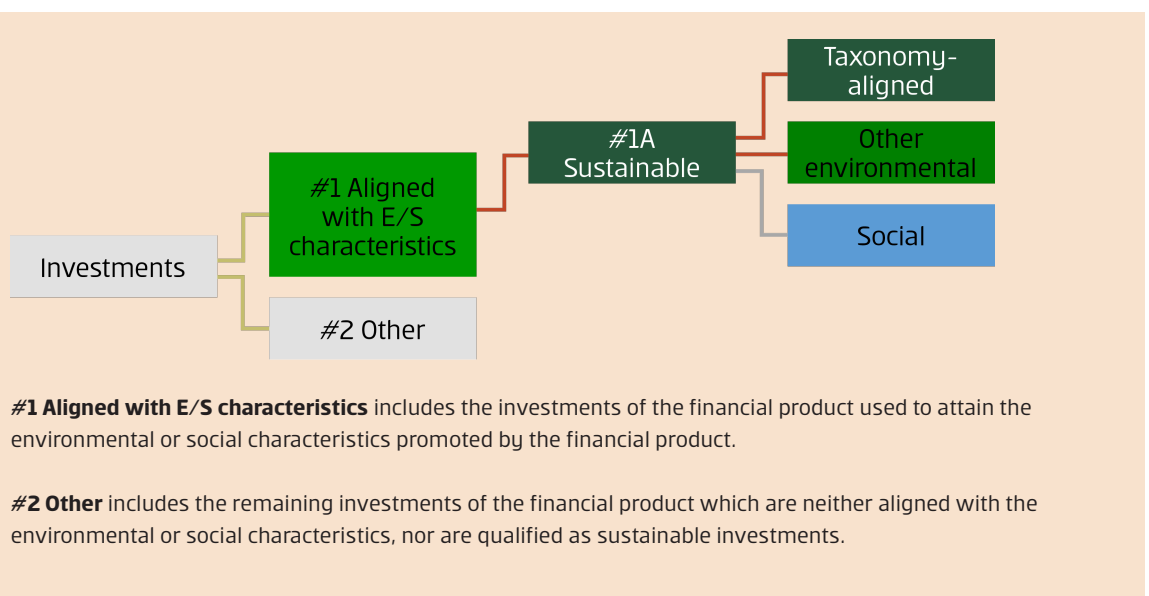 Taxonomy-
aligned
#1A
Sustainable
Other
environmental
#1 Aligned
with E/S
characteristics
Social
Investments
#2 Other
#1 Aligned with E/S characteristics includes the investments of the financial product used to attain the
environmental or social characteristics promoted by the financial product.
#2 Other includes the remaining investments of the financial product which are neither aligned with the
environmental or social characteristics, nor are qualified as sustainable investments.